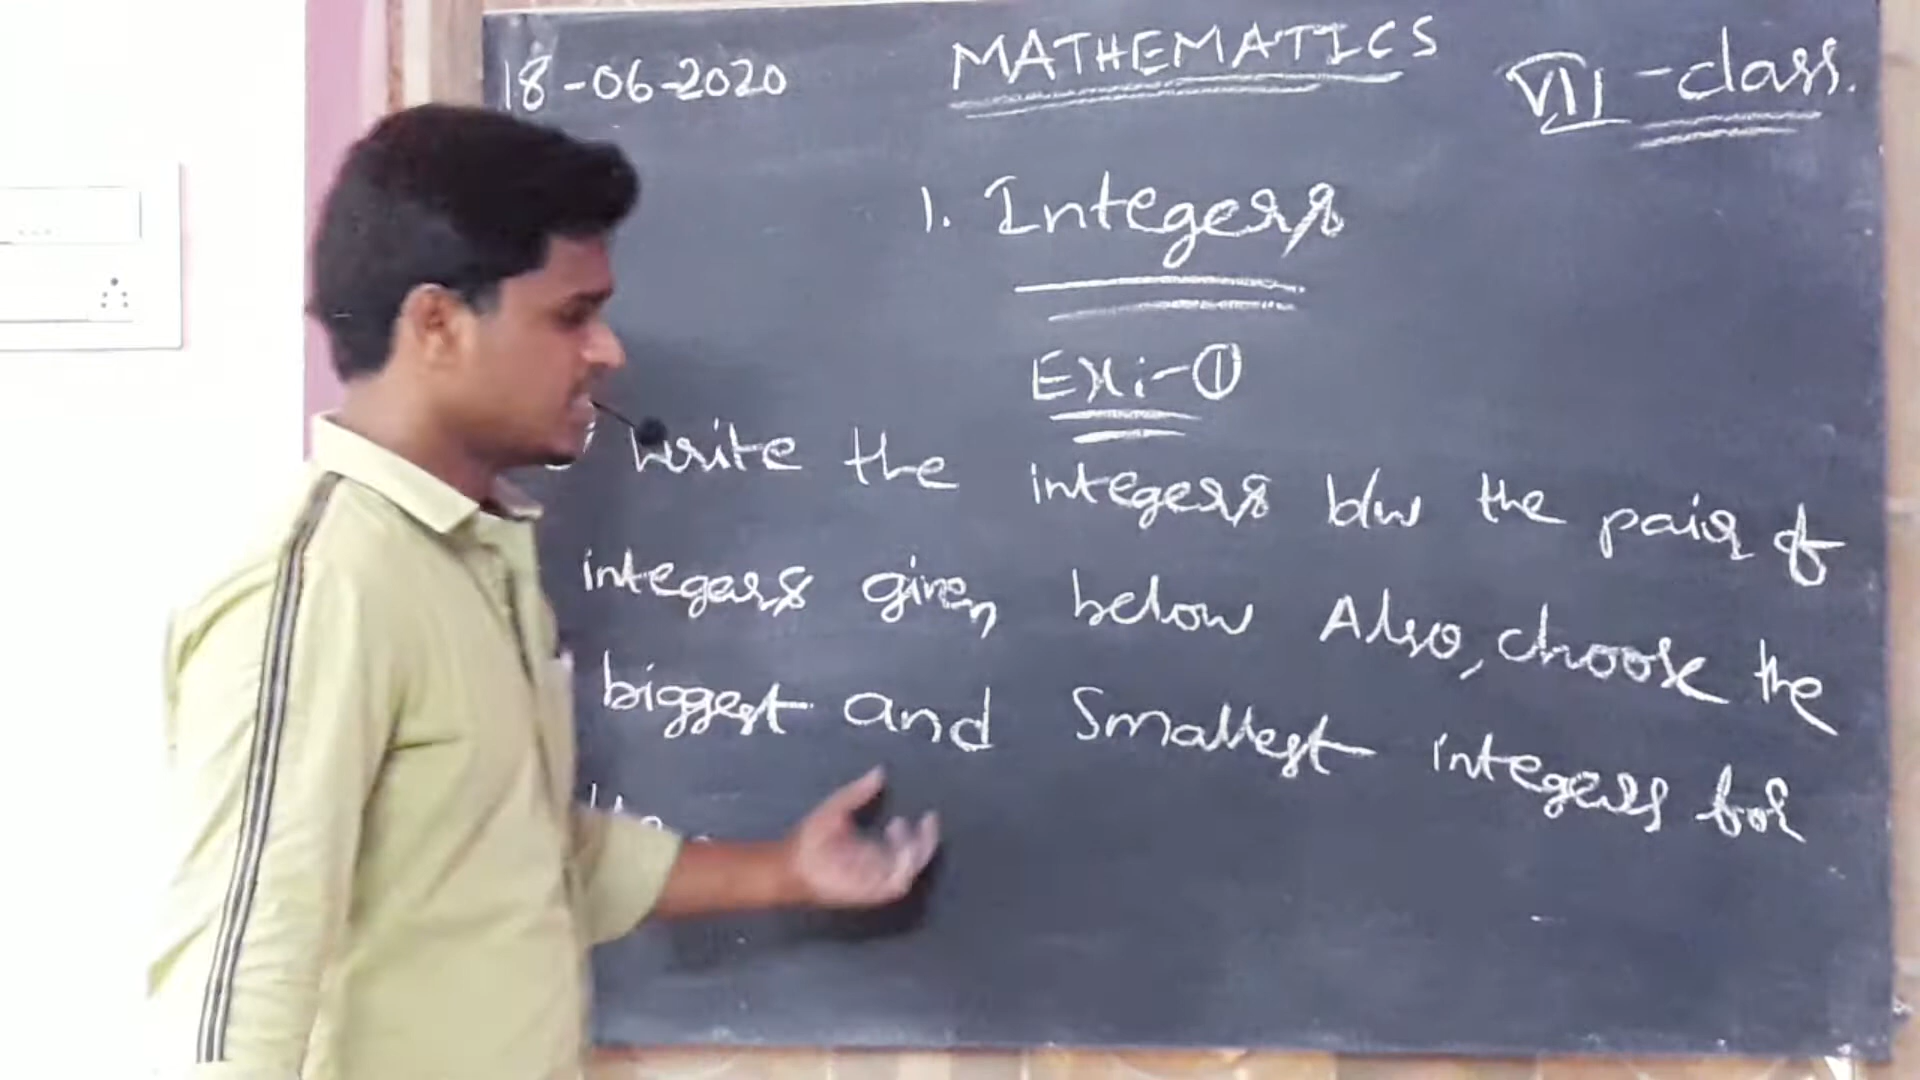 18-06-2020 MATHEMATICS VII-class.
1. Integers
Exi-①
write the integers b/w the pair of
integers given below Also, choose the
biggest and Smallest integers for